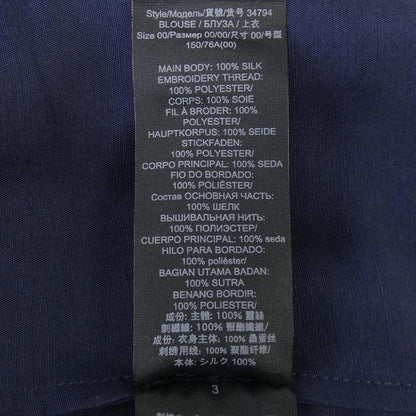 Style/Модель/貨號/货号 34794
BLOUSE / БЛУЗА / 上衣
Size 00/Размер 00/00/尺寸 00/号型
150/76A(00)
MAIN BODY: 100% SILK
EMBROIDERY THREAD:
100% POLYESTER/
CORPS: 100% SOIE
FIL À BRODER: 100%
POLYESTER/
HAUPTKORPUS: 100% SEIDE
STICKFADEN:
100% POLYESTER/
CORPO PRINCIPAL: 100% SEDA
FIO DO BORDADO:
100% POLIÉSTER/
Состав ОСНОВНАЯ ЧАСТЬ:
100% ШЕЛК
ВЫШИВАЛЬНАЯ НИТЬ:
100% ПОЛИЭСТЕР/
CUERPO PRINCIPAL: 100% seda
HILO PARA BORDADO:
100% poliéster/
BAGIAN UTAMA BADAN:
100% SUTRA
BENANG BORDIR:
100% POLIESTER/
成份: 主體: 100% 蠶絲
刺繡線: 100% 聚酯纖維/
成份: 衣身主体: 100% 桑蚕丝
刺绣用线: 100% 聚酯纤维/
本体: シルク 100%
3